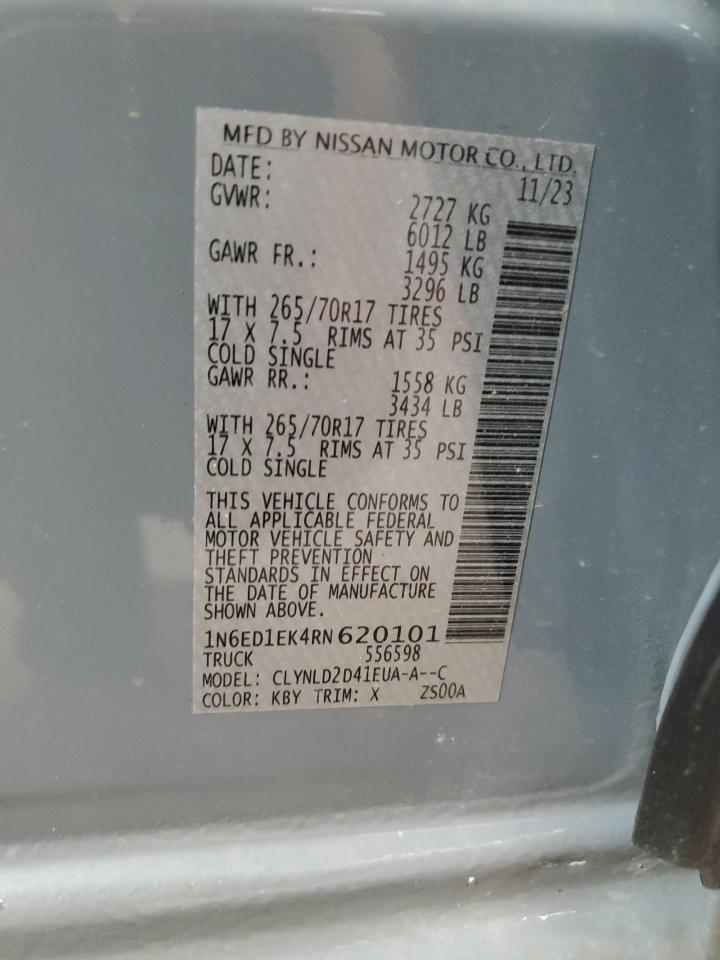 MFD BY NISSAN MOTOR CO., LTD.
DATE: 11/23
GVWR: 2727 KG
6012 LB
GAWR FR.: 1495 KG
3296 LB
WITH 265/70R17 TIRES
17 X 7.5 RIMS AT 35 PSI
COLD SINGLE
GAWR RR.: 1558 KG
3434 LB
WITH 265/70R17 TIRES
17 X 7.5 RIMS AT 35 PSI
COLD SINGLE
THIS VEHICLE CONFORMS TO
ALL APPLICABLE FEDERAL
MOTOR VEHICLE SAFETY AND
THEFT PREVENTION
STANDARDS IN EFFECT ON
THE DATE OF MANUFACTURE
SHOWN ABOVE.
1N6ED1EK4RN620101
TRUCK 556598
MODEL: CLYNLD2D41EUA-A--C
COLOR: KBY TRIM: X ZS00A